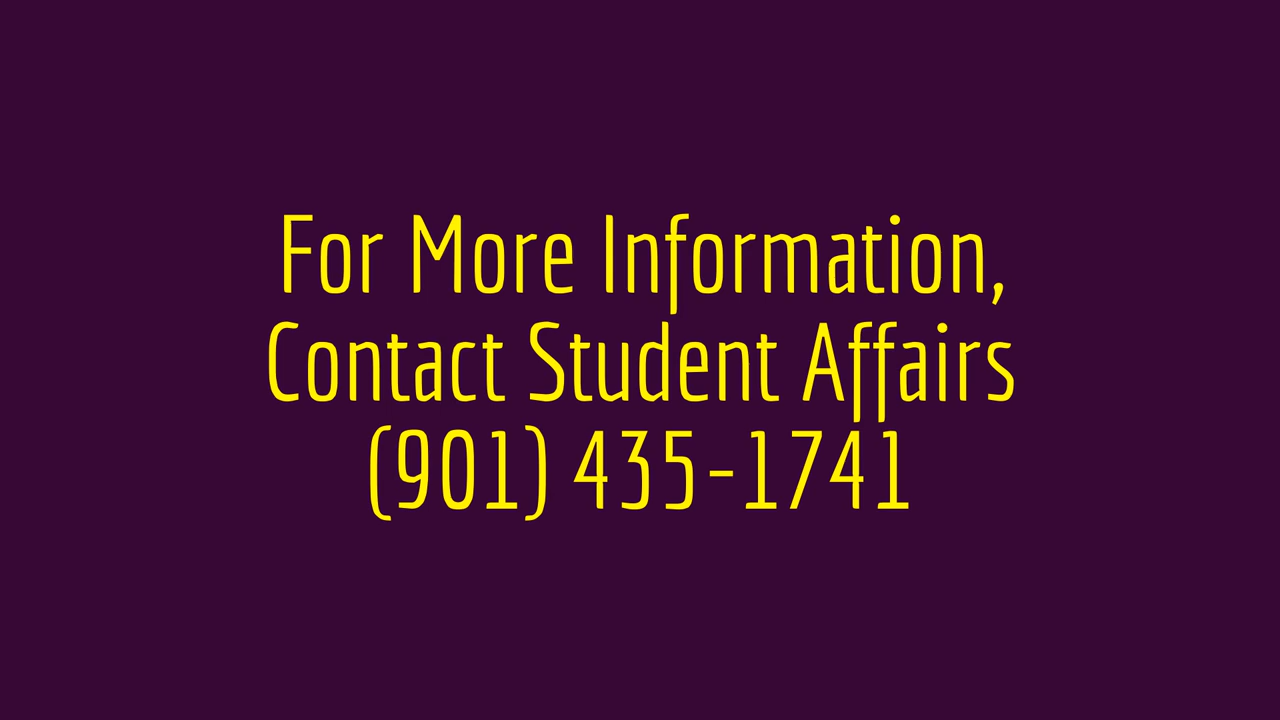 For More Information,
Contact Student Affairs
(901) 435-1741